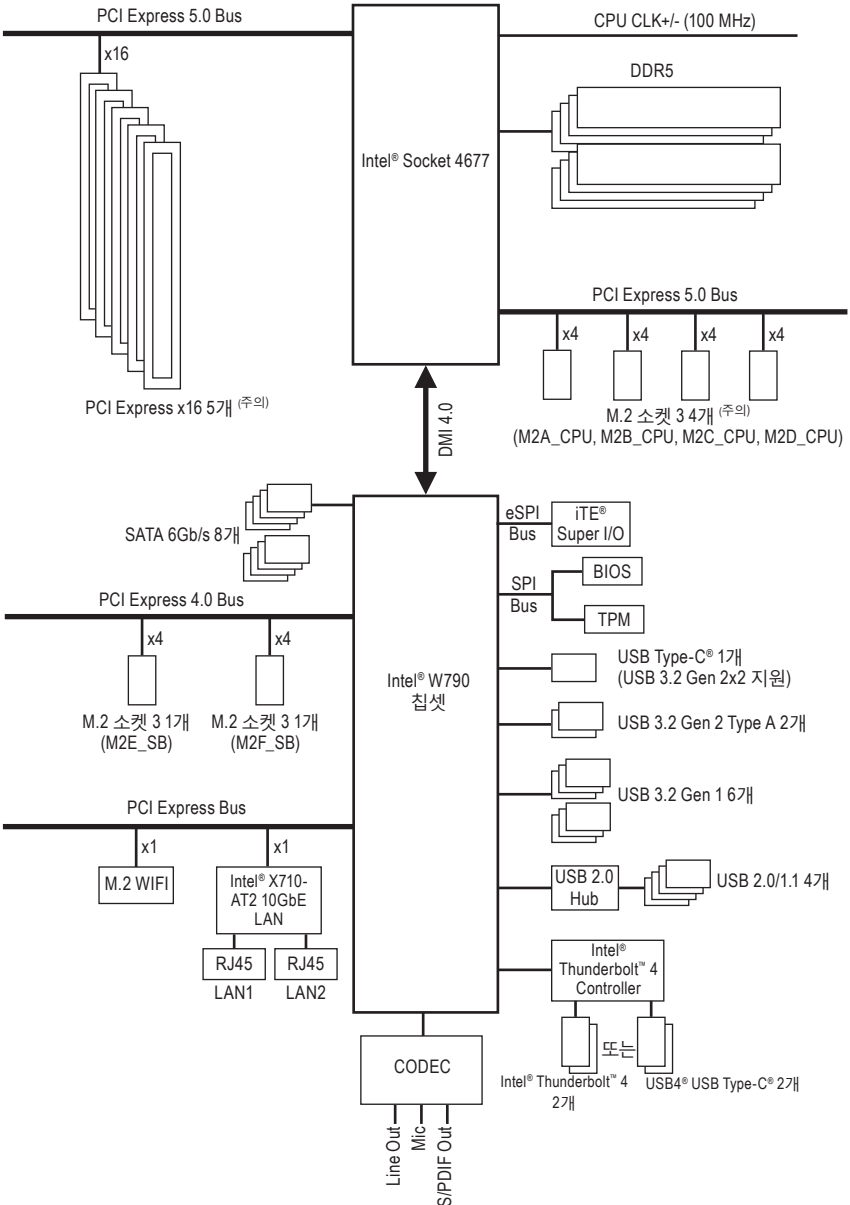 PCI Express 5.0 Bus
CPU CLK+/- (100 MHz)
x16
DDR5
Intel® Socket 4677
PCI Express 5.0 Bus
x4
x4
x4
x4
PCI Express x16 5개 (주의)
M.2 소켓 3 4개 (주의)
(M2A_CPU, M2B_CPU, M2C_CPU, M2D_CPU)
DMI 4.0
SATA 6Gb/s 8개
eSPI
Bus
iTE®
Super I/O
SPI
Bus
BIOS
TPM
PCI Express 4.0 Bus
x4
x4
M.2 소켓 3 1개
(M2E_SB)
M.2 소켓 3 1개
(M2F_SB)
Intel® W790
칩셋
USB Type-C® 1개
(USB 3.2 Gen 2x2 지원)
USB 3.2 Gen 2 Type A 2개
USB 3.2 Gen 1 6개
PCI Express Bus
x1
x1
M.2 WIFI
Intel® X710-
AT2 10GbE
LAN
RJ45
RJ45
LAN1
LAN2
USB 2.0
Hub
USB 2.0/1.1 4개
Intel®
Thunderbolt™ 4
Controller
또는
Intel® Thunderbolt™ 4
2개
USB4® USB Type-C® 2개
CODEC
Line Out
Mic
S/PDIF Out